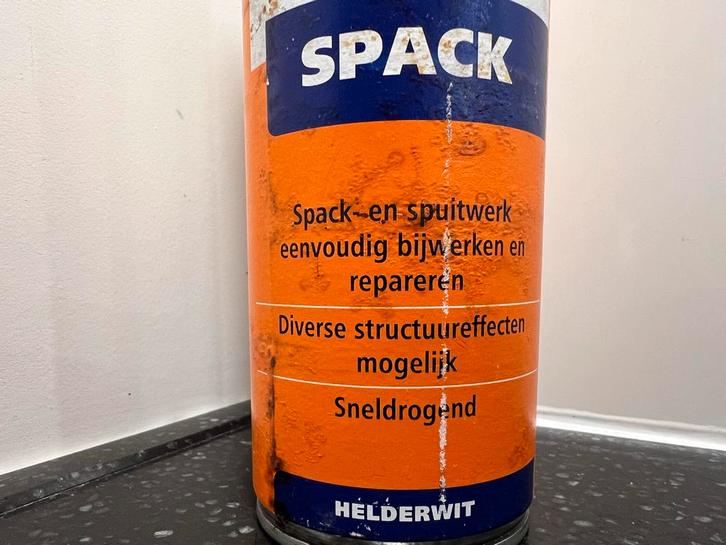 SPACK
Spack- en spuitwerk
eenvoudig bijwerken en
repareren
Diverse structuureffecten
mogelijk
Sneldrogend
HELDERWIT